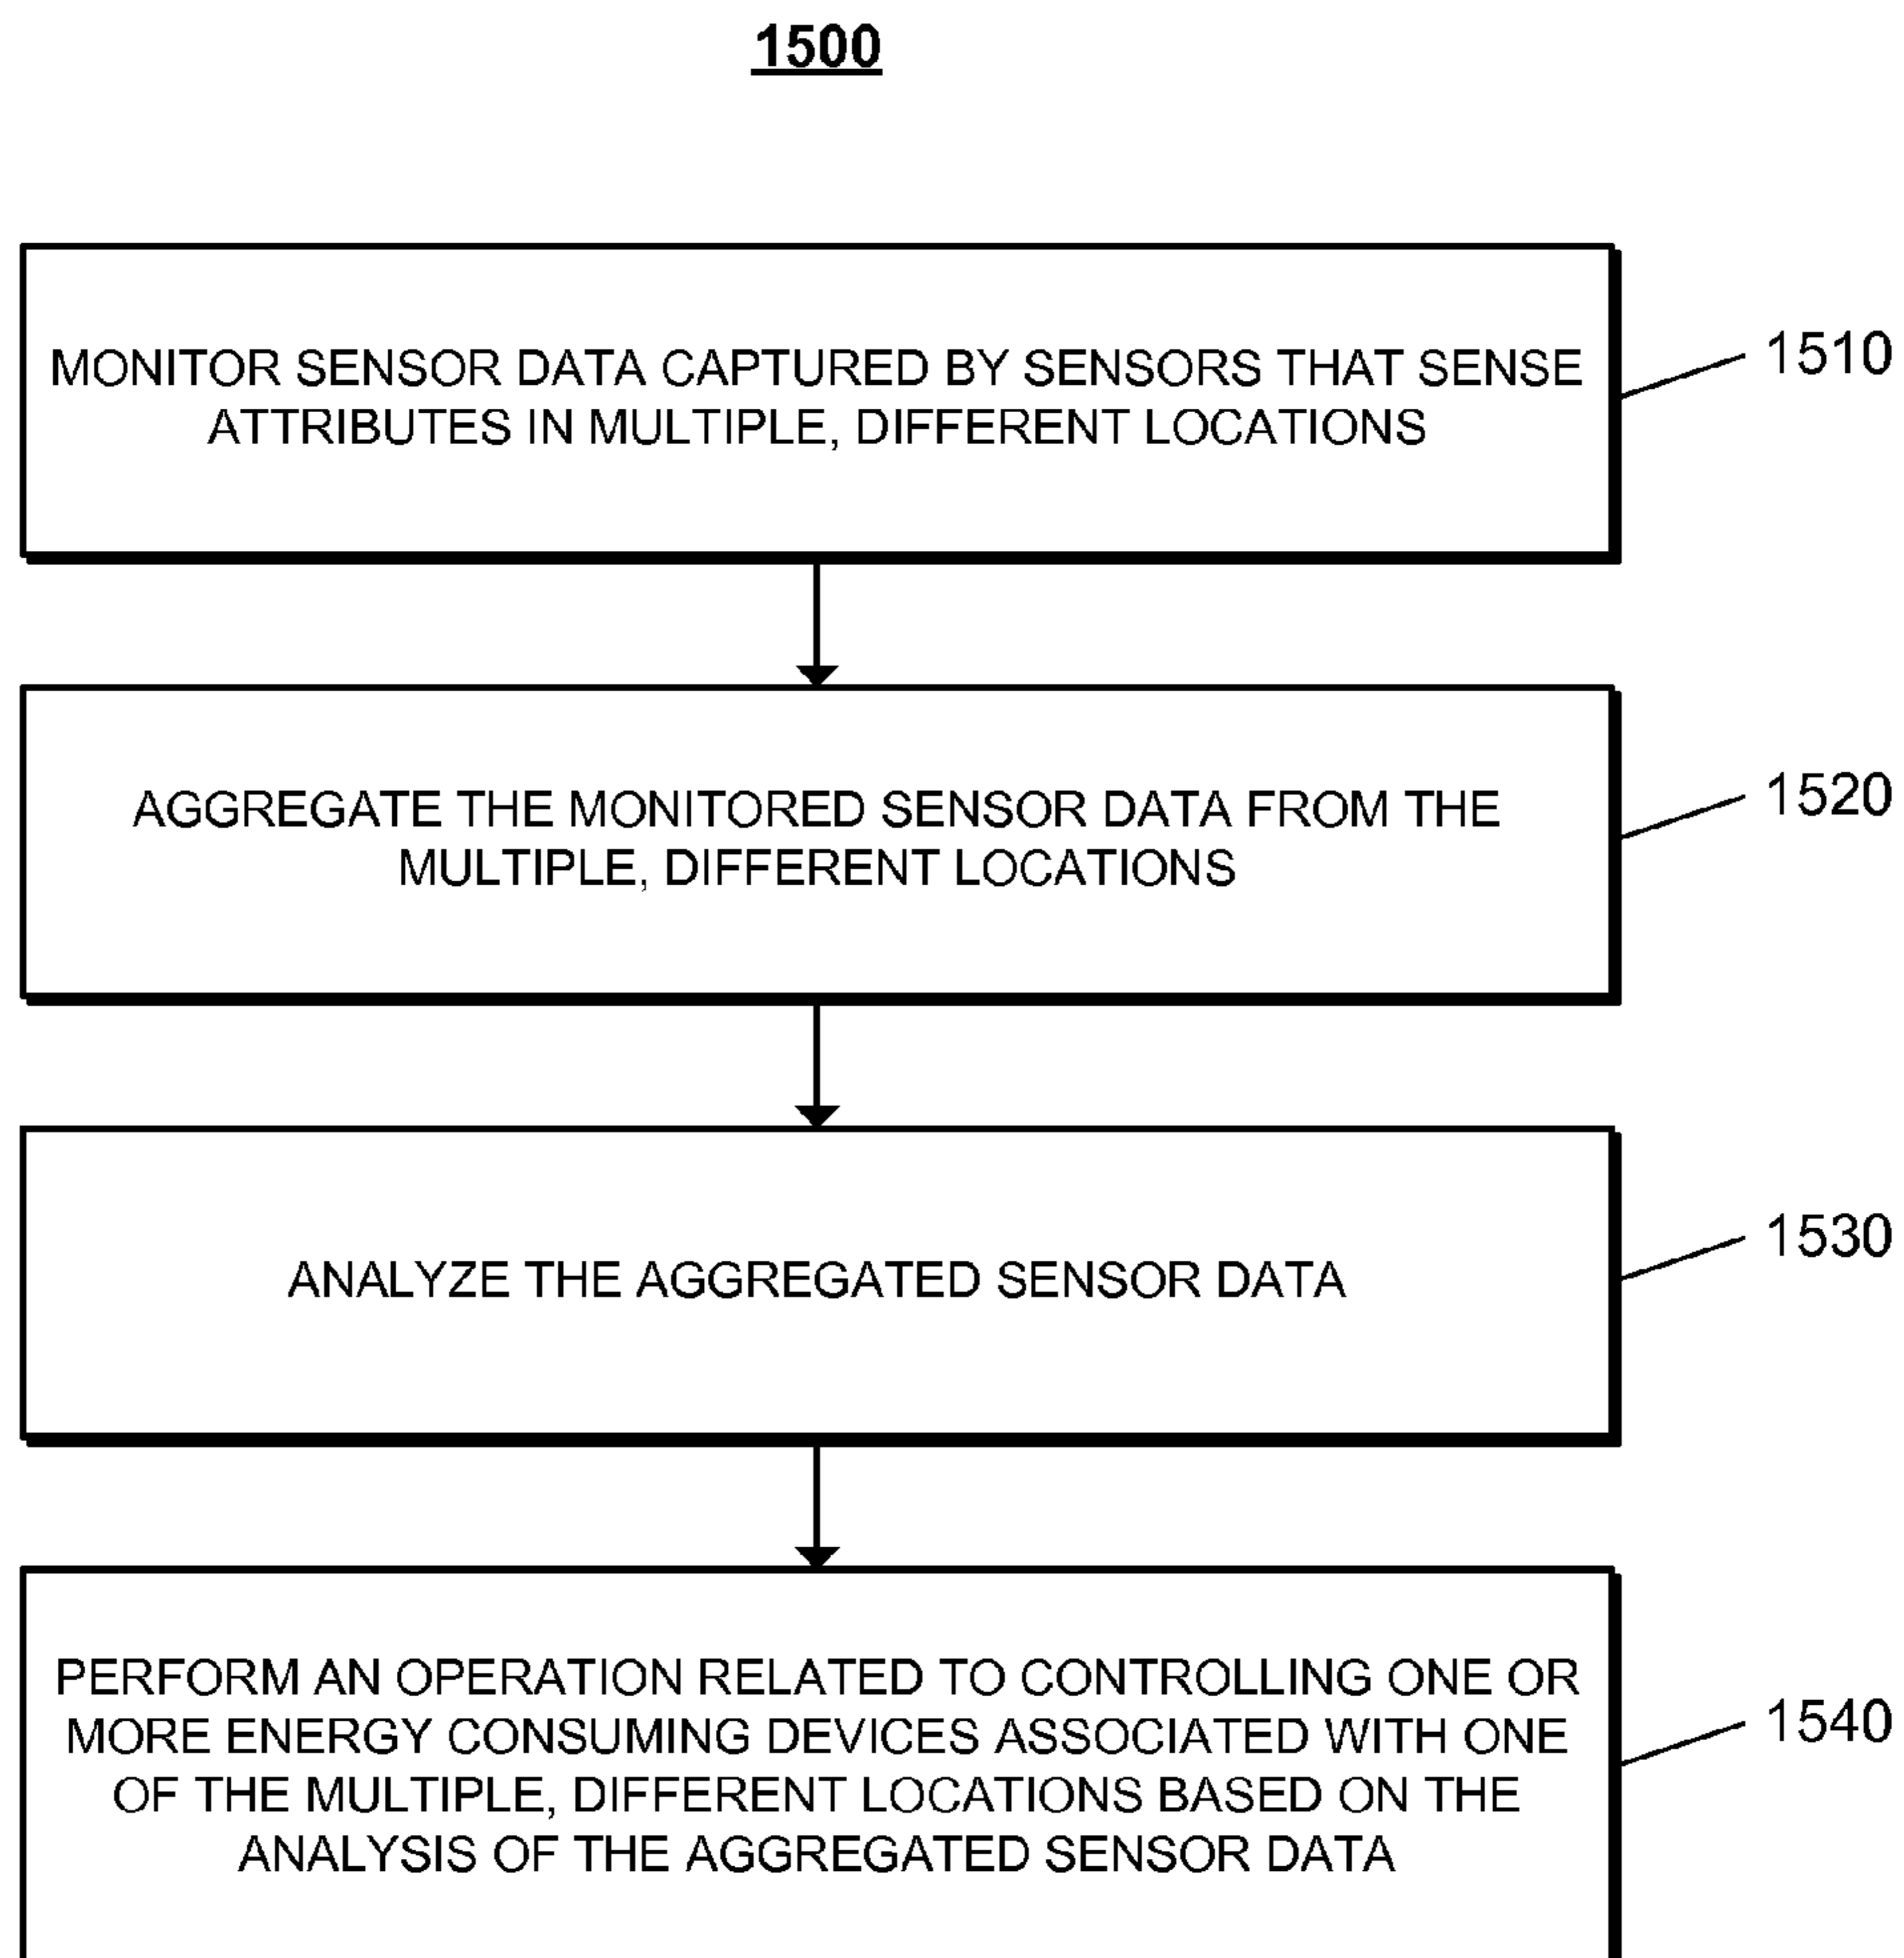 1500
MONITOR SENSOR DATA CAPTURED BY SENSORS THAT SENSE
ATTRIBUTES IN MULTIPLE, DIFFERENT LOCATIONS
1510
AGGREGATE THE MONITORED SENSOR DATA FROM THE
MULTIPLE, DIFFERENT LOCATIONS
1520
ANALYZE THE AGGREGATED SENSOR DATA
1530
PERFORM AN OPERATION RELATED TO CONTROLLING ONE OR
MORE ENERGY CONSUMING DEVICES ASSOCIATED WITH ONE
OF THE MULTIPLE, DIFFERENT LOCATIONS BASED ON THE
ANALYSIS OF THE AGGREGATED SENSOR DATA
1540